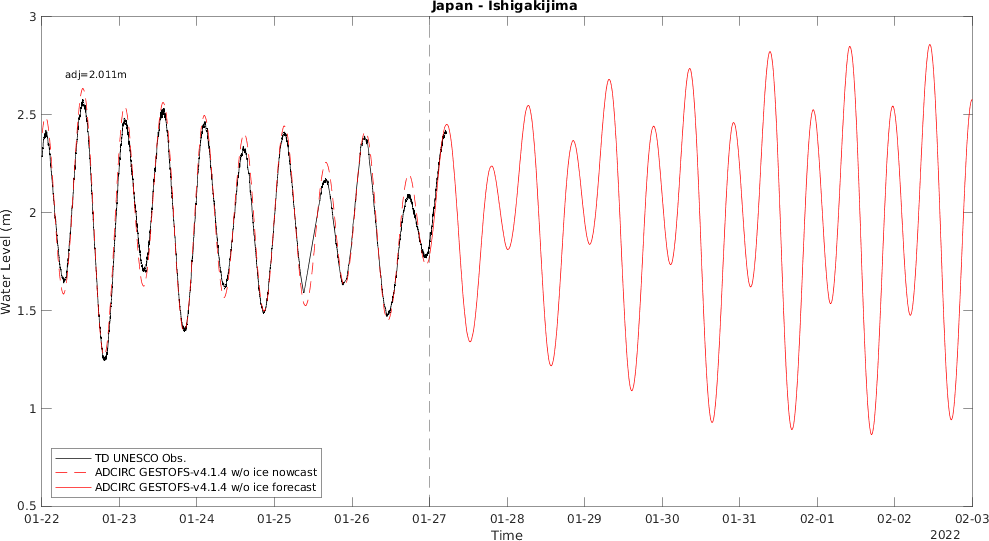 Japan - Ishigakijima
adj=2.011m
3
2.5
2
1.5
1
0.5
Water Level (m)
TD UNESCO Obs.
ADCIRC GESTOFS-v4.1.4 w/o ice nowcast
ADCIRC GESTOFS-v4.1.4 w/o ice forecast
01-22 01-23 01-24 01-25 01-26 01-27 01-28 01-29 01-30 01-31 02-01 02-02 02-03
Time
2022